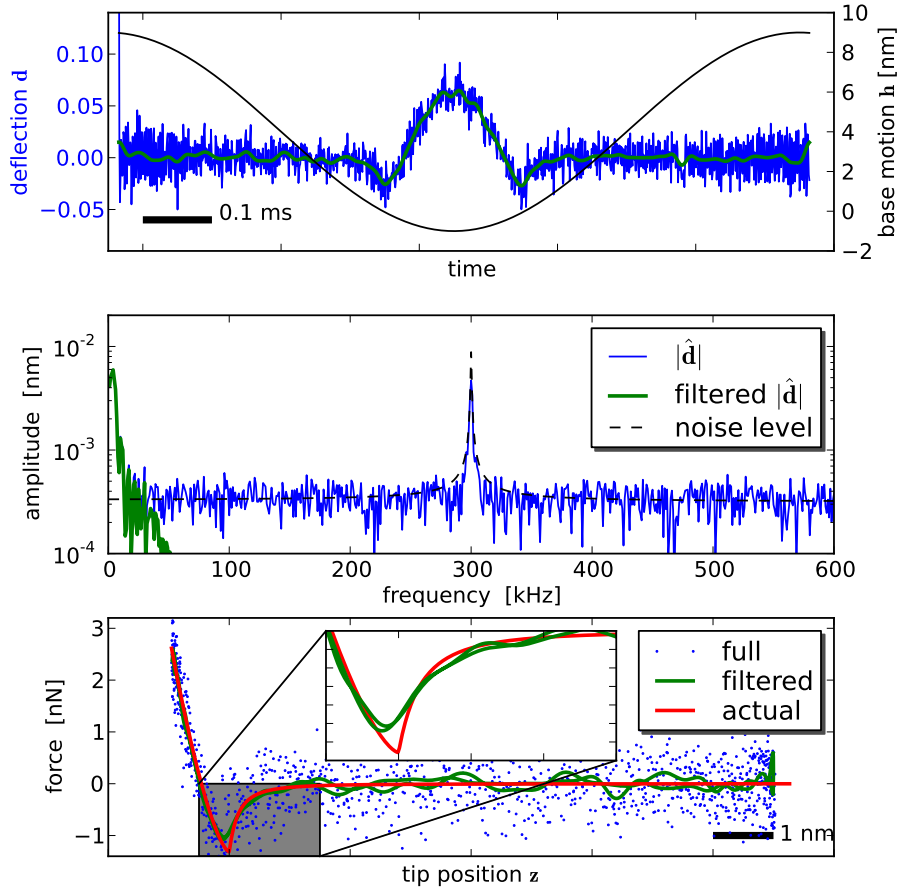 0.10
0.05
0.00
−0.05
deflection d
10
8
6
4
2
0
−2
base motion h [nm]
0.1 ms
time
10⁻²
10⁻³
10⁻⁴
amplitude [nm]
|d̂|
filtered |d̂|
noise level
0 100 200 300 400 500 600
frequency [kHz]
3
2
1
0
−1
force [nN]
full
filtered
actual
1 nm
tip position z